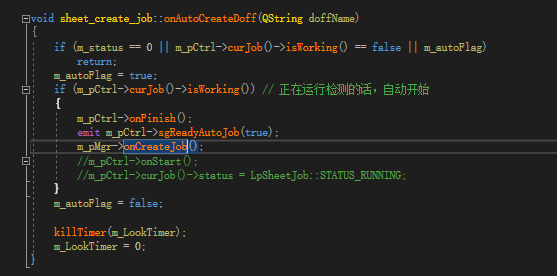 void sheet_create_job::onAutoCreateDoff(QString doffName)
{
if (m_status == 0 || m_pCtrl->curJob()->isWorking() == false || m_autoFlag)
return;
m_autoFlag = true;
if (m_pCtrl->curJob()->isWorking()) // 正在运行检测的话，自动开始
{
m_pCtrl->onFinish();
emit m_pCtrl->sgReadyAutoJob(true);
m_pMgr->onCreateJob();
//m_pCtrl->onStart();
//m_pCtrl->curJob()->status = LpSheetJob::STATUS_RUNNING;
}
m_autoFlag = false;
killTimer(m_LookTimer);
m_LookTimer = 0;
}